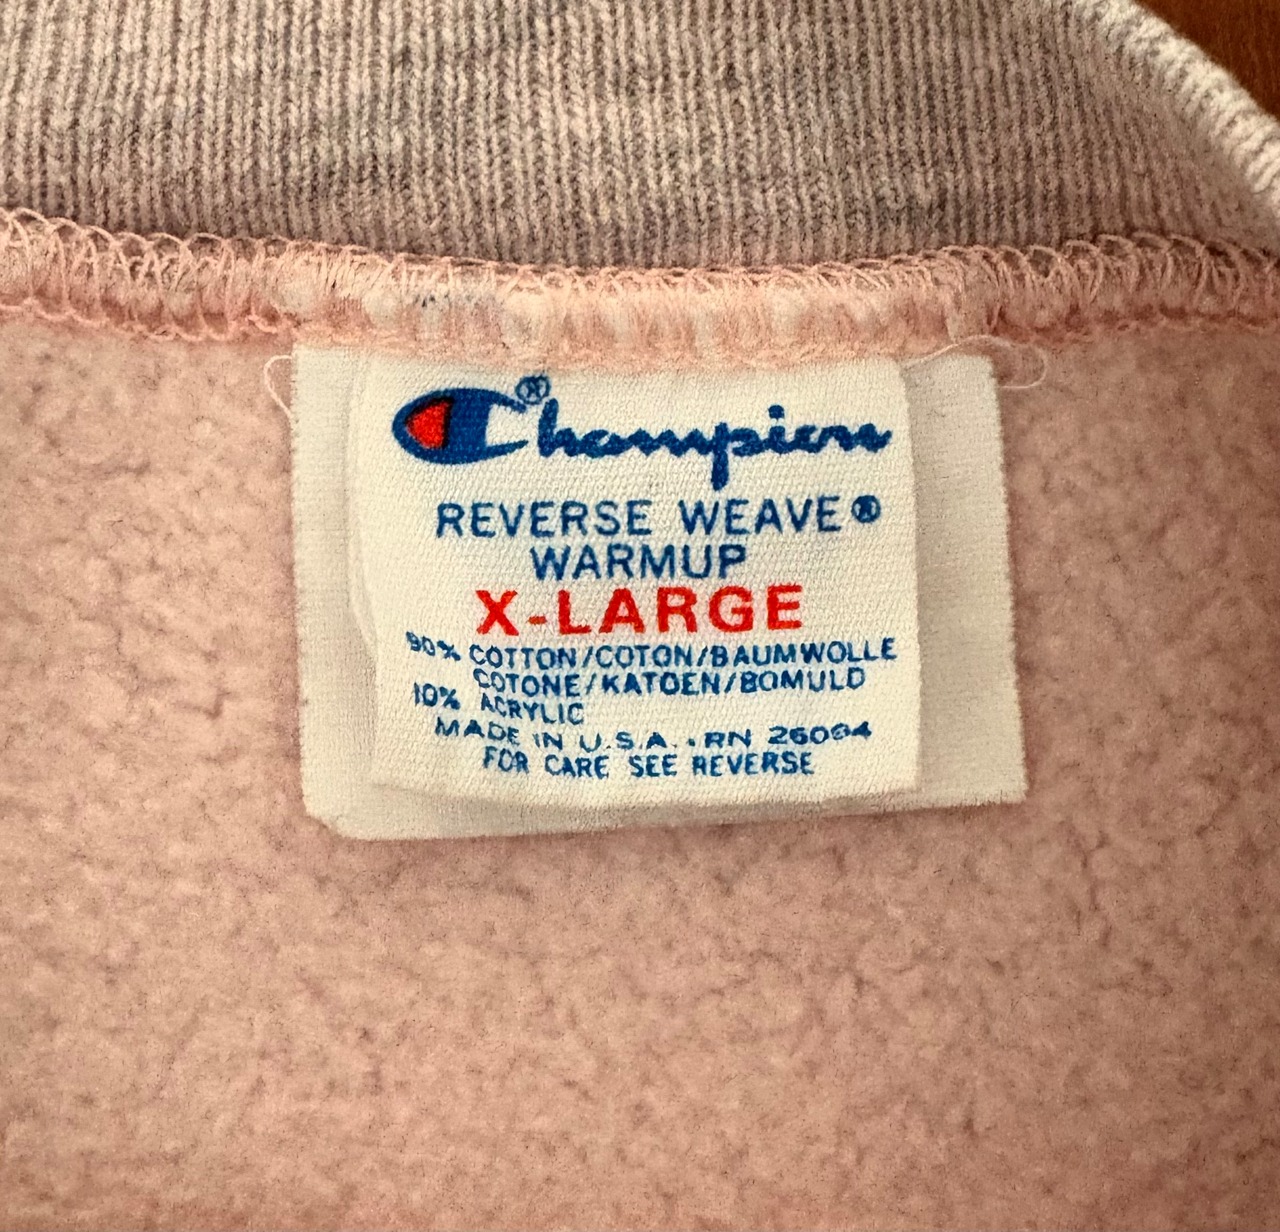 Champion®
REVERSE WEAVE®
WARMUP
X-LARGE
90% COTTON/COTON/BAUMWOLLE
COTONE/KATOEN/BOMULD
10% ACRYLIC
MADE IN U.S.A. • RN 26094
FOR CARE SEE REVERSE